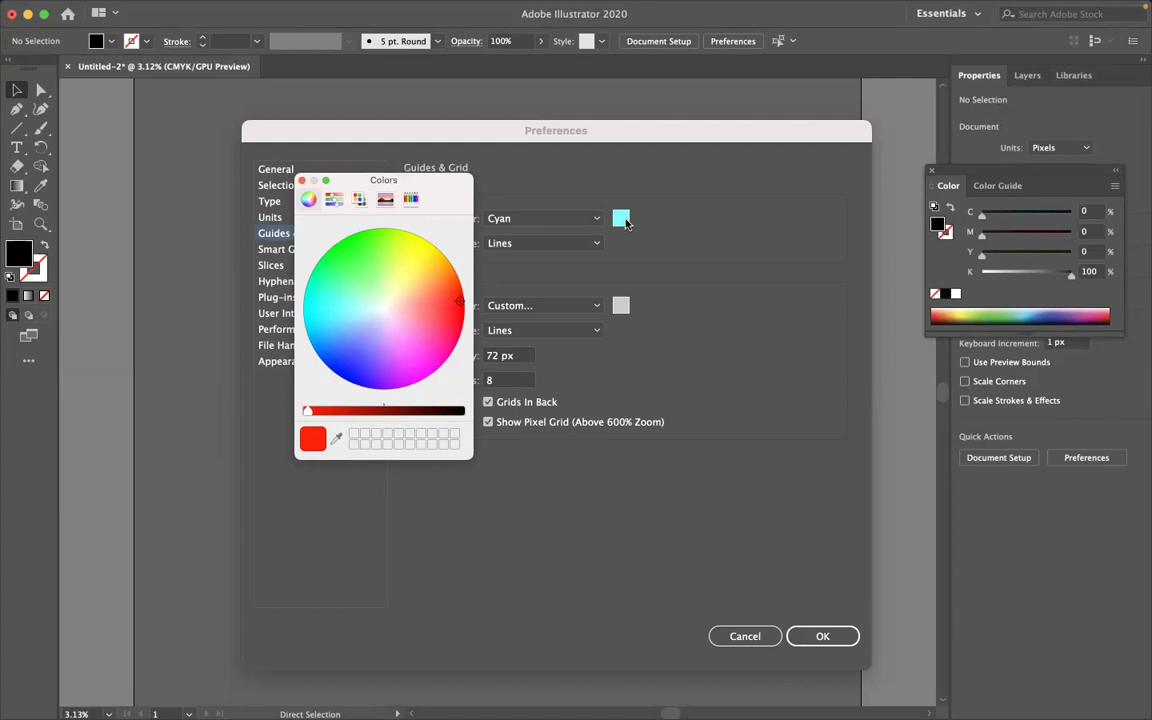 Adobe Illustrator 2020
Essentials
Search Adobe Stock
No Selection
Stroke:
5 pt. Round
Opacity:
100%
Style:
Document Setup
Preferences
Untitled-2* @ 3.12% (CMYK/GPU Preview)
Properties
Layers
Libraries
No Selection
Document
Units:
Pixels
Preferences
General
Selectio
Type
Units
Guides
Smart G
Slices
Hyphen
Plug-ins
User Int
Perform
File Han
Appeara
Guides & Grid
Colors
r:
Cyan
e:
Lines
r:
Custom...
e:
Lines
y:
72 px
s:
8
Grids In Back
Show Pixel Grid (Above 600% Zoom)
Cancel
OK
Color
Color Guide
C
0
%
M
0
%
Y
0
%
K
100
%
Keyboard Increment:
1 px
Use Preview Bounds
Scale Corners
Scale Strokes & Effects
Quick Actions
Document Setup
Preferences
3.13%
1
Direct Selection